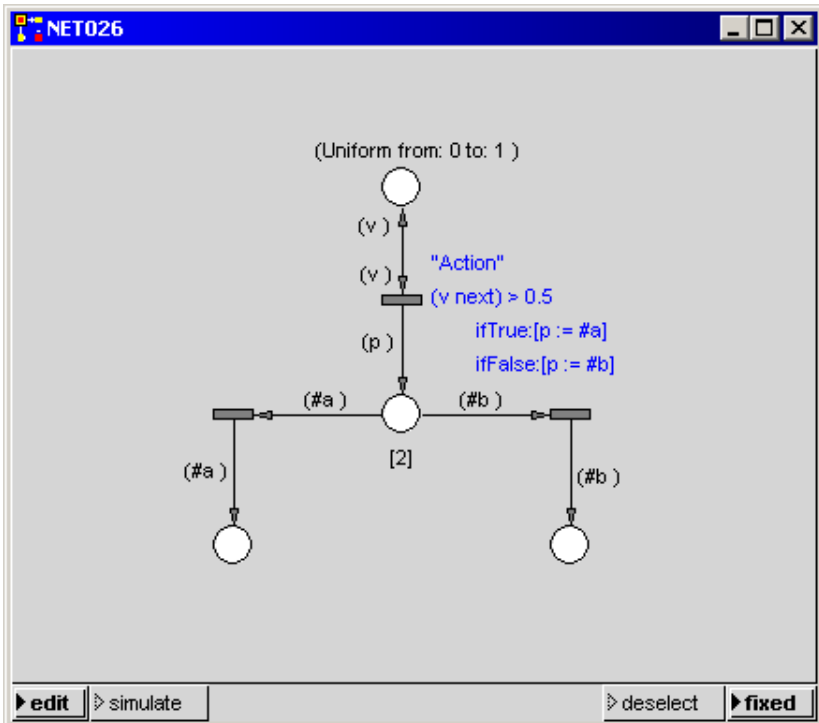 NET026
(Uniform from: 0 to: 1 )
(v )
(v )
"Action"
(v next) > 0.5
ifTrue:[p := #a]
ifFalse:[p := #b]
(p )
(#a )
(#b )
[2]
(#a )
(#b )
edit
simulate
deselect
fixed